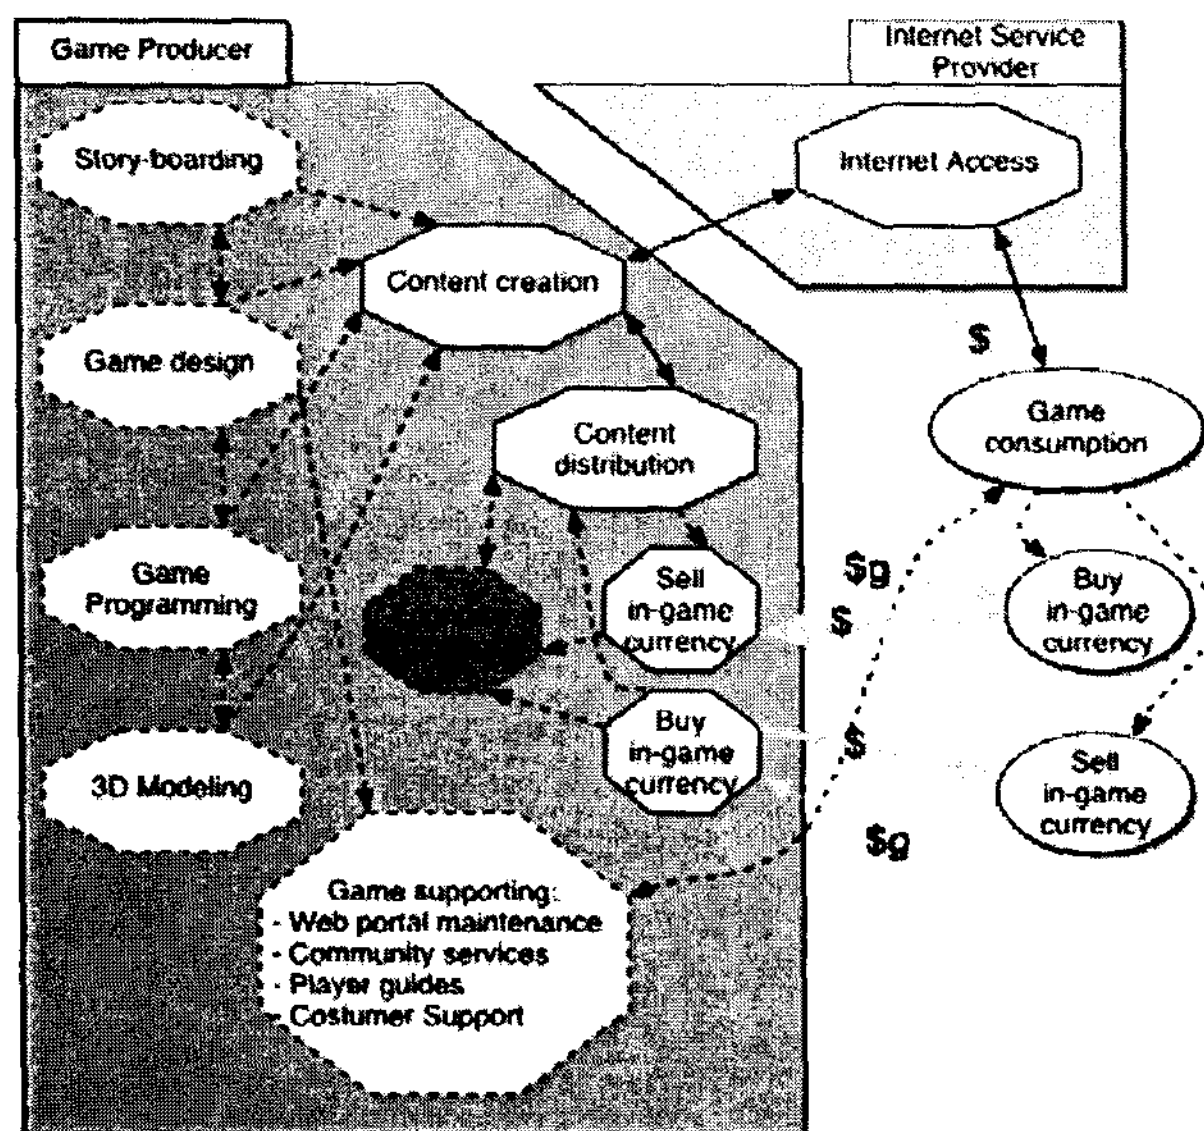 Game Producer
Internet Service
Provider
Story-boarding
Internet Access
Content creation
Game design
$
Game
consumption
Content
distribution
Game
Programming
Sell
in-game
currency
$g
$
Buy
in-game
currency
Buy
in-game
currency
$
Sell
in-game
currency
3D Modeling
$g
Game supporting:
- Web portal maintenance
- Community services
- Player guides
- Costumer Support